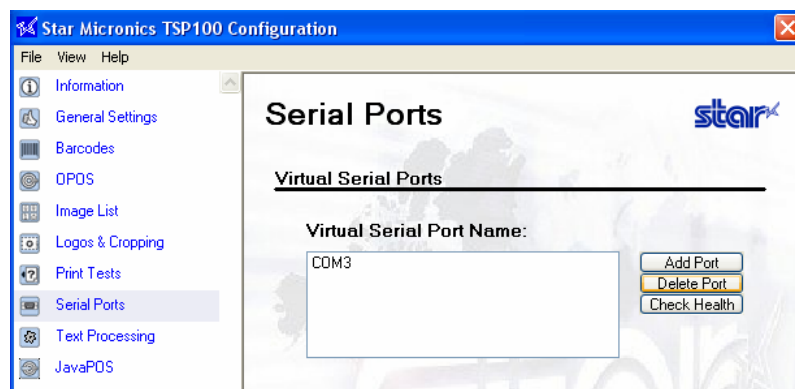 Star Micronics TSP100 Configuration
File View Help
Information
General Settings
Barcodes
OPOS
Image List
Logos & Cropping
Print Tests
Serial Ports
Text Processing
JavaPOS
Serial Ports
star
Virtual Serial Ports
Virtual Serial Port Name:
COM3
Add Port
Delete Port
Check Health